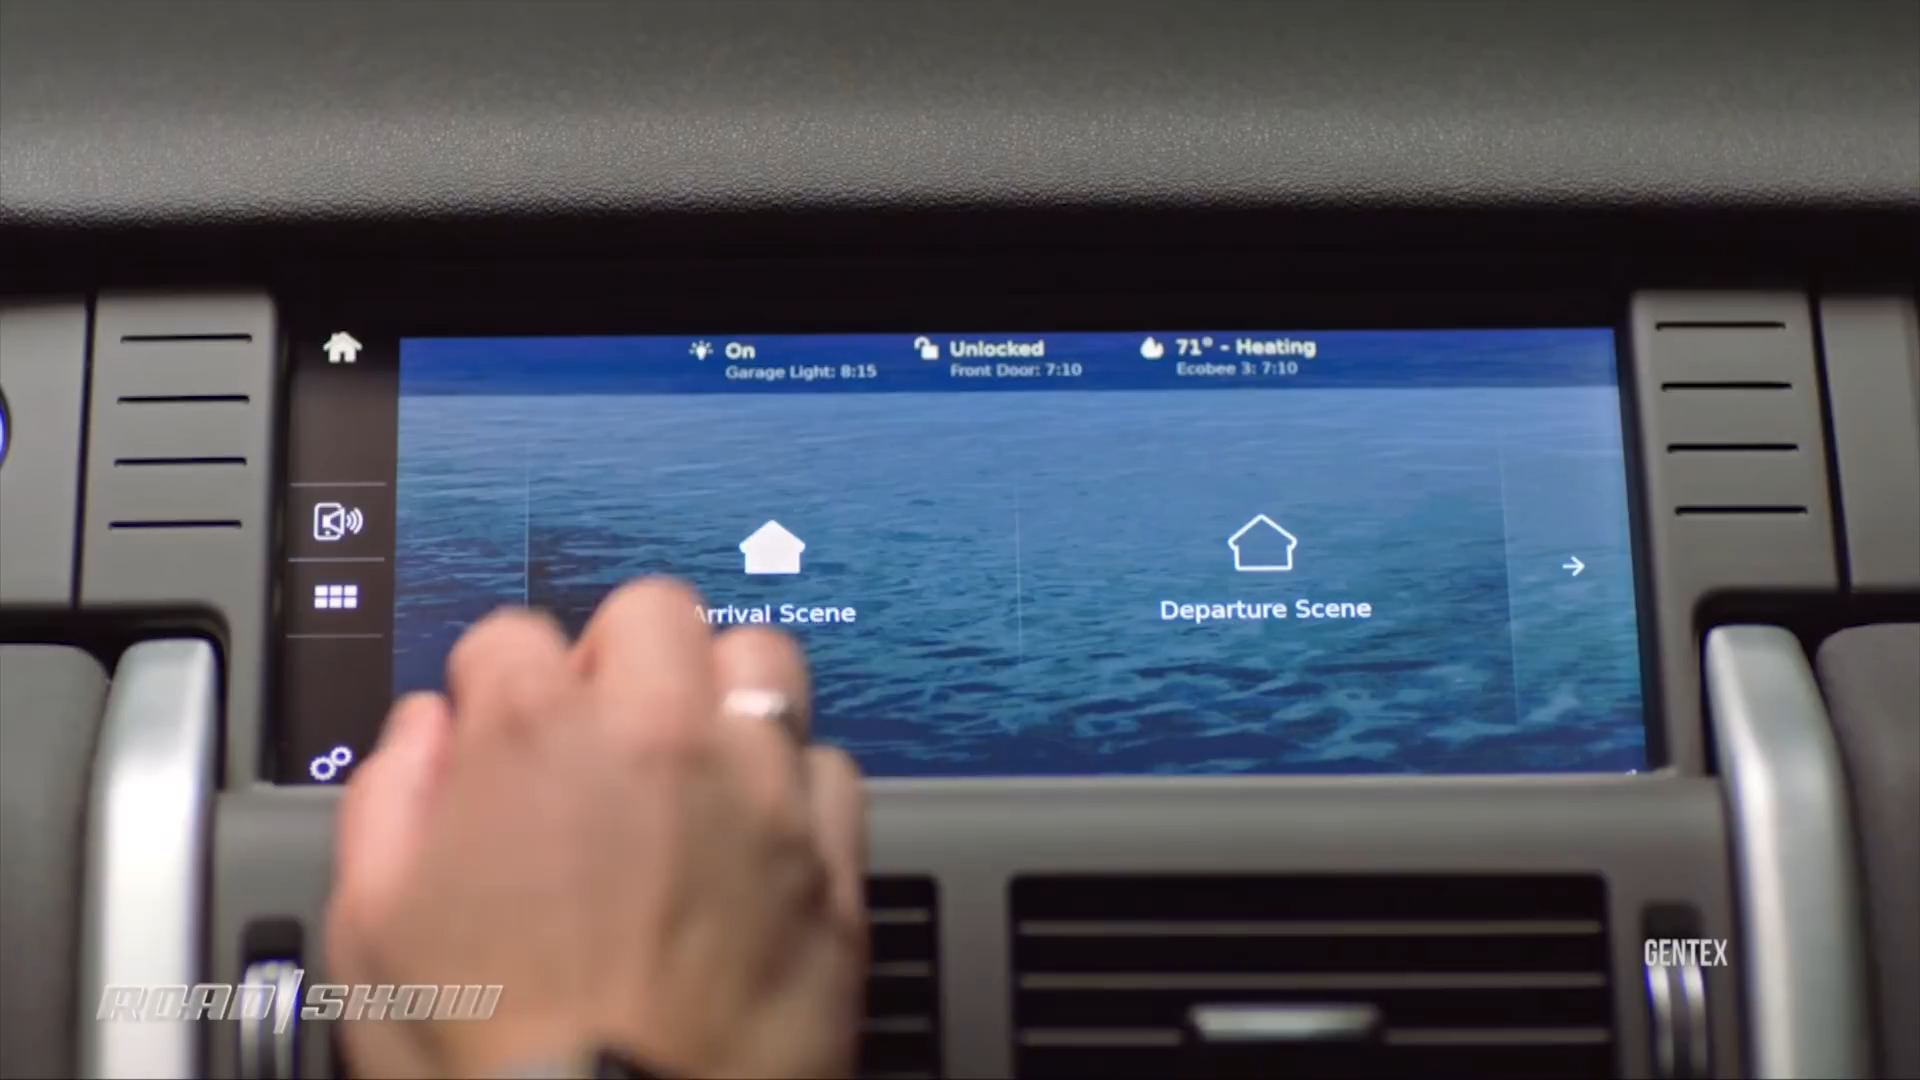 On
Garage Light: 8:15
Unlocked
Front Door: 7:10
71° - Heating
Ecobee 3: 7:10
Arrival Scene
Departure Scene
GENTEX
ROAD/SHOW